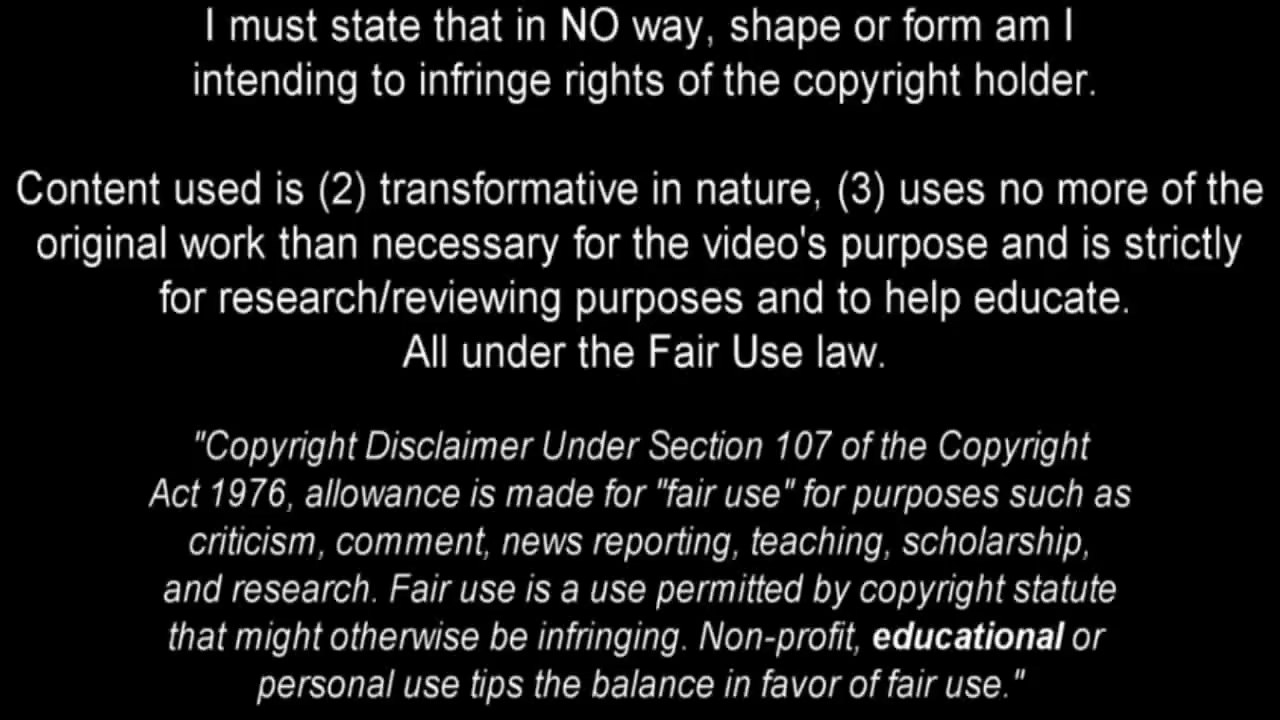 I must state that in NO way, shape or form am I
intending to infringe rights of the copyright holder.
Content used is (2) transformative in nature, (3) uses no more of the
original work than necessary for the video's purpose and is strictly
for research/reviewing purposes and to help educate.
All under the Fair Use law.
"Copyright Disclaimer Under Section 107 of the Copyright
Act 1976, allowance is made for "fair use" for purposes such as
criticism, comment, news reporting, teaching, scholarship,
and research. Fair use is a use permitted by copyright statute
that might otherwise be infringing. Non-profit, educational or
personal use tips the balance in favor of fair use."